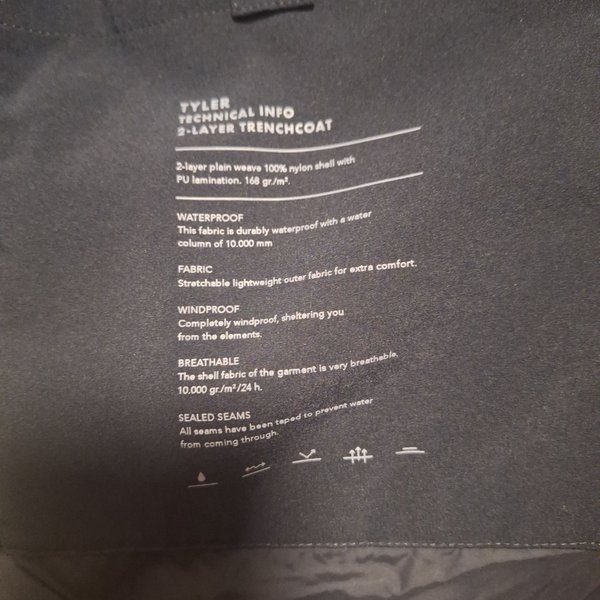 TYLER
TECHNICAL INFO
2-LAYER TRENCHCOAT
2-layer plain weave 100% nylon shell with
PU lamination. 168 gr./m².
WATERPROOF
This fabric is durably waterproof with a water
column of 10.000 mm
FABRIC
Stretchable lightweight outer fabric for extra comfort.
WINDPROOF
Completely windproof, sheltering you
from the elements.
BREATHABLE
The shell fabric of the garment is very breathable.
10.000 gr./m²/24 h.
SEALED SEAMS
All seams have been taped to prevent water
from coming through.